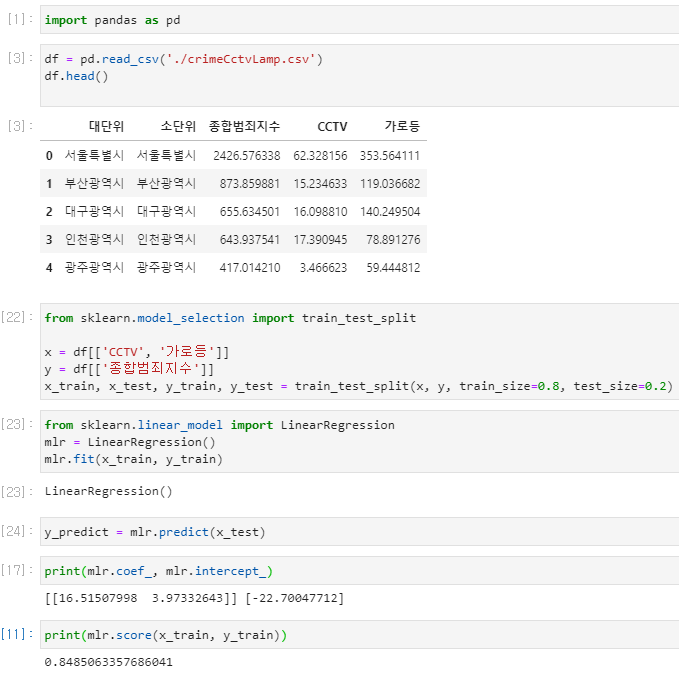 [1]: import pandas as pd
[3]: df = pd.read_csv('./crimeCctvLamp.csv')
df.head()
[3]: 대단위 소단위 종합범죄지수 CCTV 가로등
0 서울특별시 서울특별시 2426.576338 62.328156 353.564111
1 부산광역시 부산광역시 873.859881 15.234633 119.036682
2 대구광역시 대구광역시 655.634501 16.098810 140.249504
3 인천광역시 인천광역시 643.937541 17.390945 78.891276
4 광주광역시 광주광역시 417.014210 3.466623 59.444812
[22]: from sklearn.model_selection import train_test_split
x = df[['CCTV', '가로등']]
y = df[['종합범죄지수']]
x_train, x_test, y_train, y_test = train_test_split(x, y, train_size=0.8, test_size=0.2)
[23]: from sklearn.linear_model import LinearRegression
mlr = LinearRegression()
mlr.fit(x_train, y_train)
[23]: LinearRegression()
[24]: y_predict = mlr.predict(x_test)
[17]: print(mlr.coef_, mlr.intercept_)
[[16.51507998 3.97332643]] [-22.70047712]
[11]: print(mlr.score(x_train, y_train))
0.8485063357686041